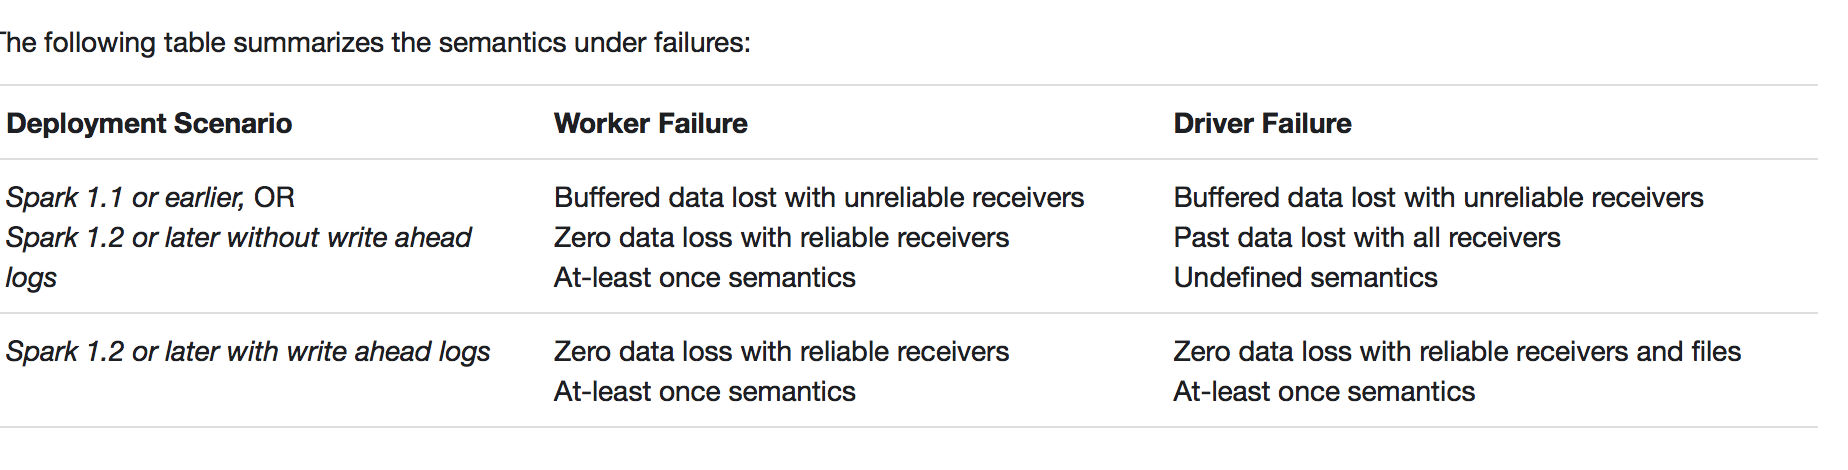 The following table summarizes the semantics under failures:
Deployment Scenario Worker Failure Driver Failure
Spark 1.1 or earlier, OR Buffered data lost with unreliable receivers Buffered data lost with unreliable receivers
Spark 1.2 or later without write ahead Zero data loss with reliable receivers Past data lost with all receivers
logs At-least once semantics Undefined semantics
Spark 1.2 or later with write ahead logs Zero data loss with reliable receivers Zero data loss with reliable receivers and files
At-least once semantics At-least once semantics